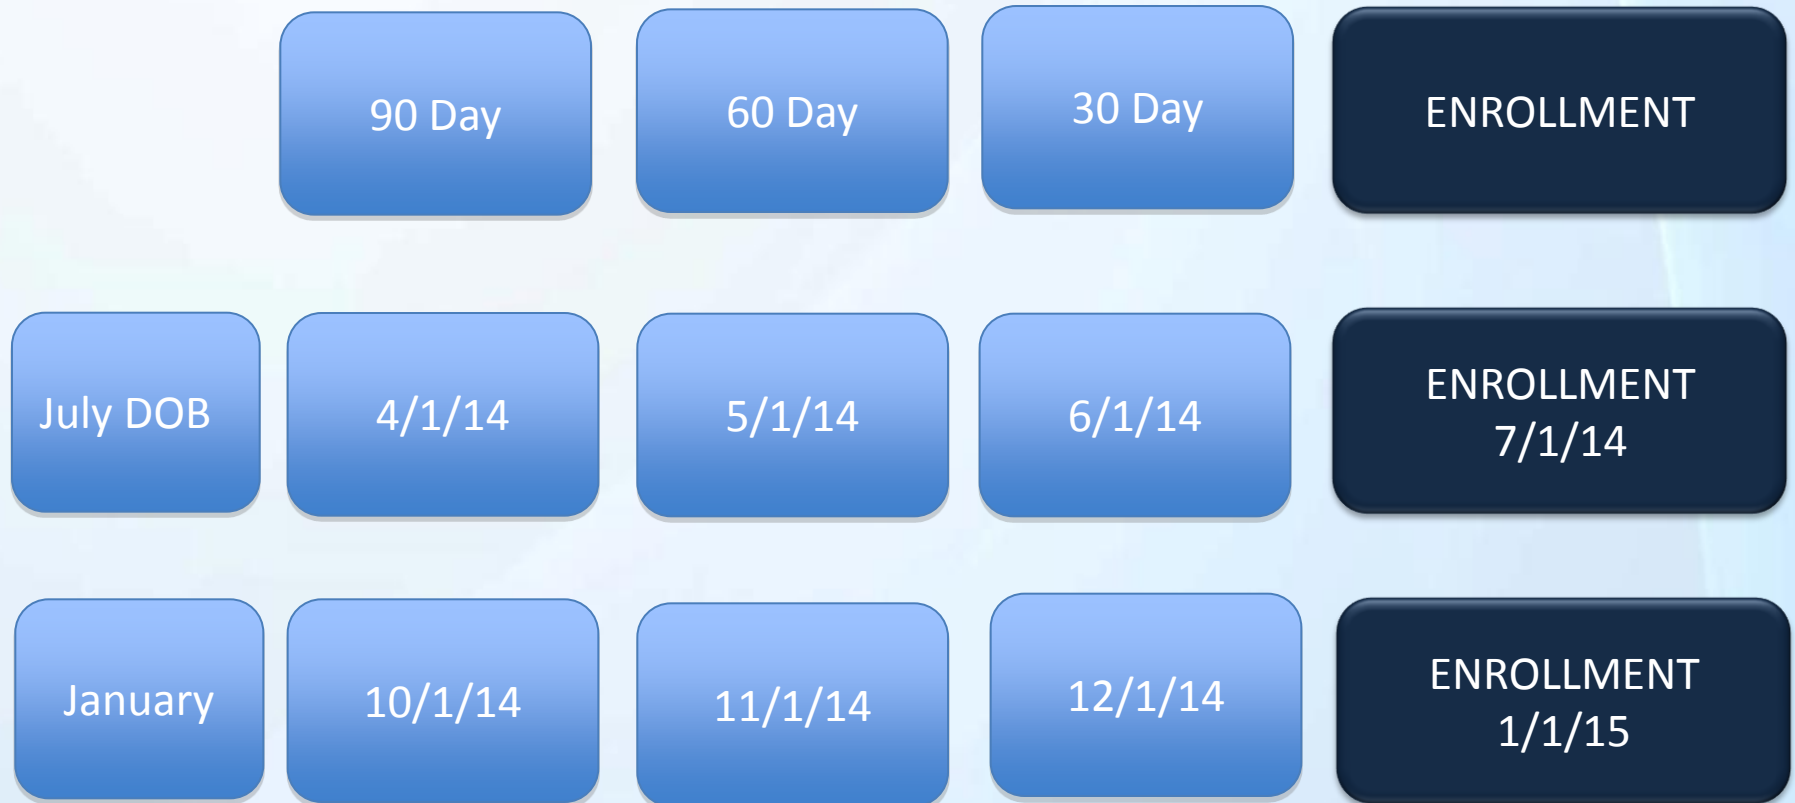 90 Day
60 Day
30 Day
ENROLLMENT
July DOB
4/1/14
5/1/14
6/1/14
ENROLLMENT
7/1/14
January
10/1/14
11/1/14
12/1/14
ENROLLMENT
1/1/15